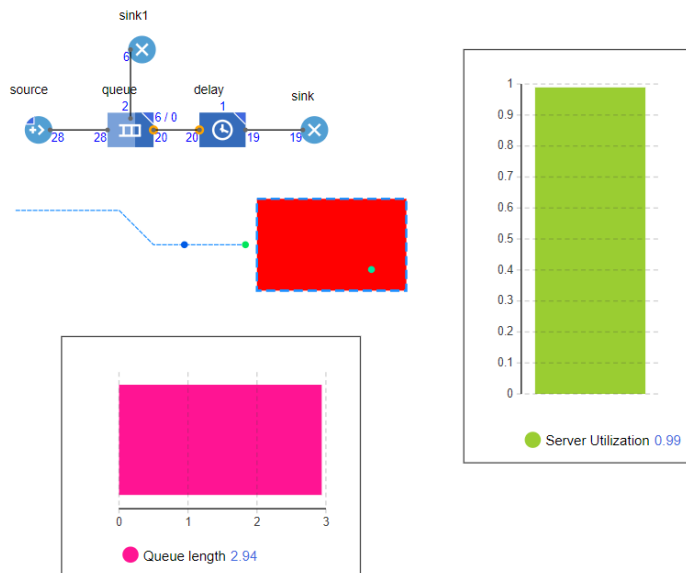 sink1
6
source queue delay sink
2 6 / 0 1
28 28 20 20 19 19
1
0.9
0.8
0.7
0.6
0.5
0.4
0.3
0.2
0.1
0
Server Utilization 0.99
0 1 2 3
Queue length 2.94